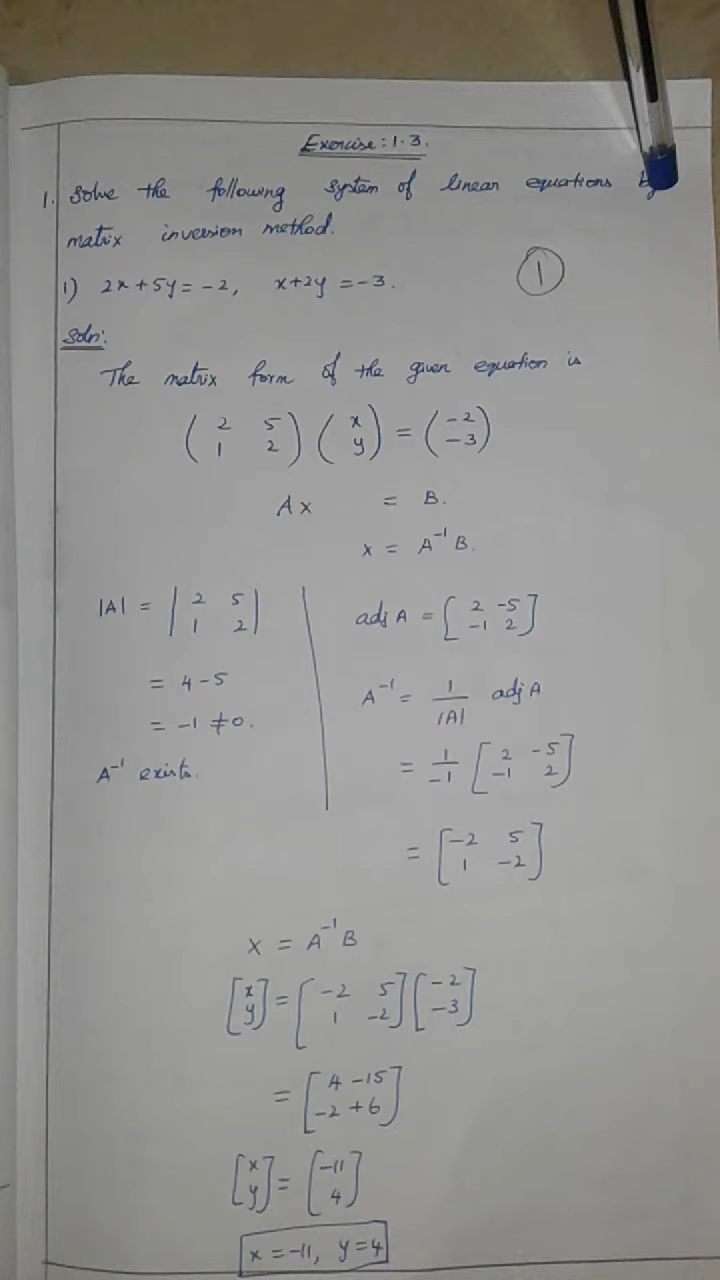 Exercise: 1.3.
1. Solve the following system of linear equations by
matrix inversion method.
1) 2x + 5y = -2, x+2y = -3.
1
Soln:
The matrix form of the given equation is
( 2 5 ) ( x ) = ( -2 )
( 1 2 ) ( y ) ( -3 )
Ax = B.
x = A⁻¹ B.
|A| = | 2 5 |
| 1 2 |
= 4-5
= -1 ≠ 0.
A⁻¹ exists.
adj A = [ 2 -5 ]
[ -1 2 ]
A⁻¹ = 1/|A| adj A
= 1/-1 [ 2 -5 ]
[ -1 2 ]
= [ -2 5 ]
[ 1 -2 ]
x = A⁻¹ B
[ x ] = [ -2 5 ] [ -2 ]
[ y ] [ 1 -2 ] [ -3 ]
= [ 4 -15 ]
[ -2 +6 ]
[ x ] = [ -11 ]
[ y ] [ 4 ]
x = -11, y = 4